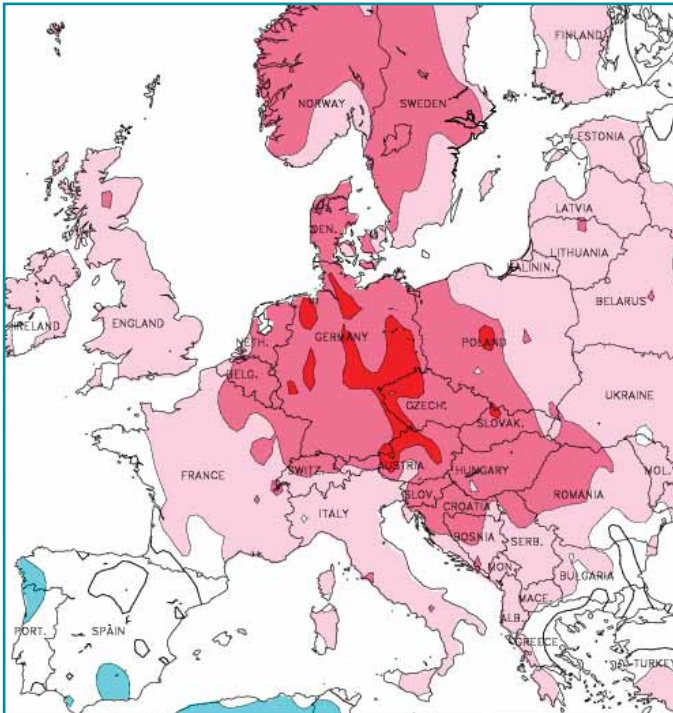 FINLAND
NORWAY
SWEDEN
ESTONIA
LATVIA
DEN.
LITHUANIA
KALININ.
BELARUS
IRELAND
ENGLAND
NETH.
GERMANY
POLAND
BELG.
UKRAINE
CZECH.
SLOVAK.
FRANCE
SWITZ.
AUSTRIA
HUNGARY
MOL.
SLOV.
CROATIA
ROMANIA
ITALY
BOSNIA
SERB.
MON.
BULGARIA
MACE.
ALB.
PORT.
SPAIN
GREECE
TURKEY